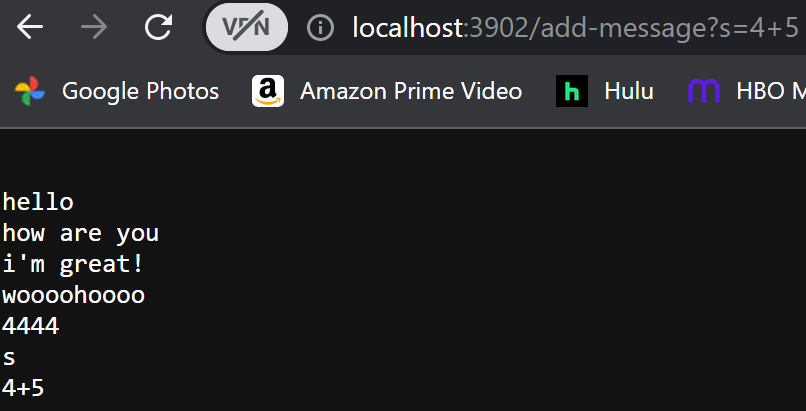 VPN
localhost:3902/add-message?s=4+5
Google Photos a Amazon Prime Video h Hulu HBO M
hello
how are you
i'm great!
woooohoooo
4444
s
4+5